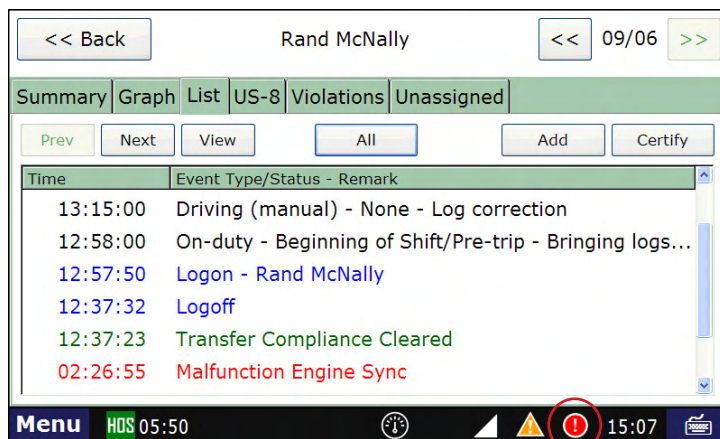 << Back
Rand McNally
<< 09/06 >>
Summary Graph List US-8 Violations Unassigned
Prev Next View All Add Certify
Time Event Type/Status - Remark
13:15:00 Driving (manual) - None - Log correction
12:58:00 On-duty - Beginning of Shift/Pre-trip - Bringing logs...
12:57:50 Logon - Rand McNally
12:37:32 Logoff
12:37:23 Transfer Compliance Cleared
02:26:55 Malfunction Engine Sync
Menu HOS 05:50 ! ! 15:07